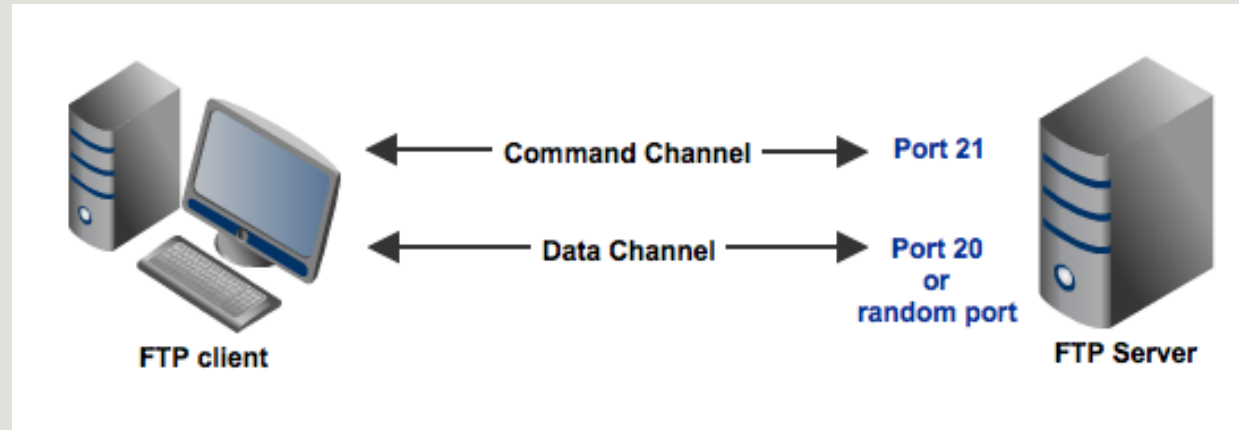 Command Channel
Port 21
Data Channel
Port 20
or
random port
FTP client
FTP Server